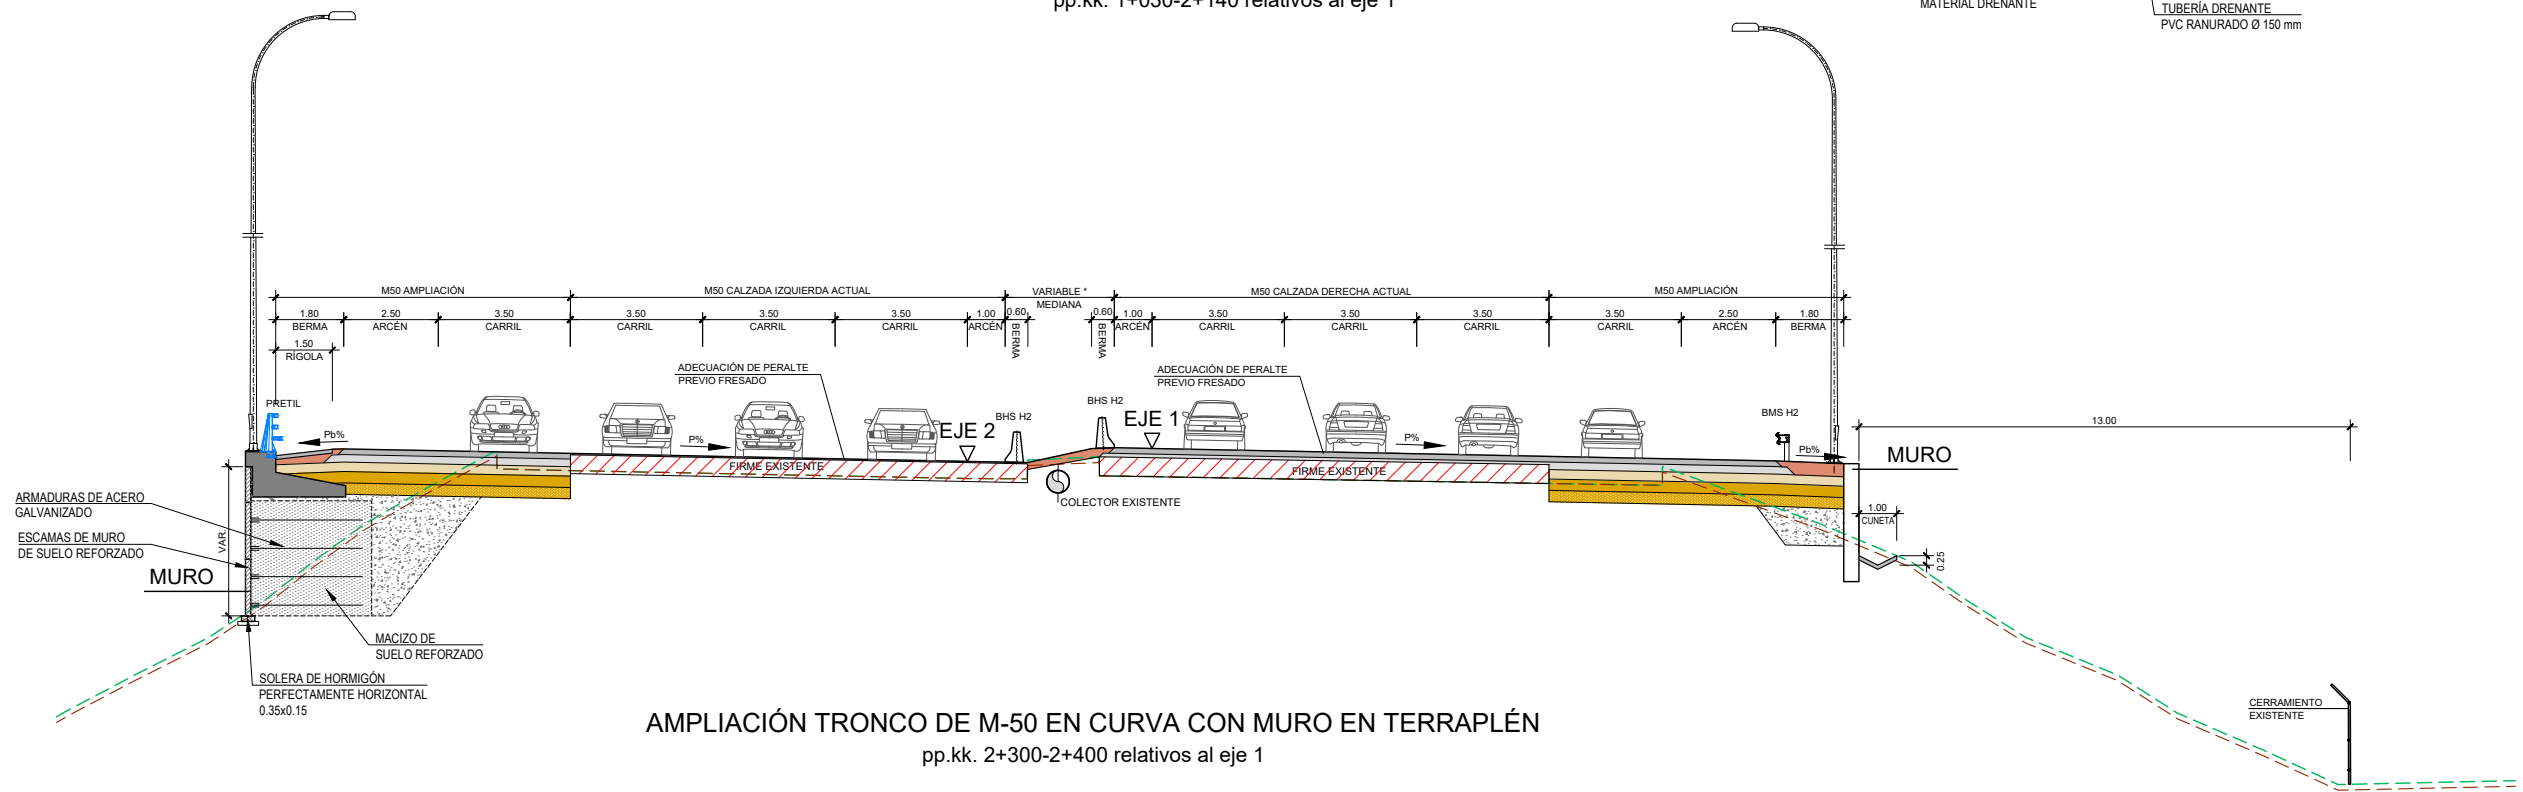 pp.kk. 1+030-2+140 relativos al eje 1
MATERIAL DRENANTE
TUBERÍA DRENANTE
PVC RANURADO Ø 150 mm
M50 AMPLIACIÓN
M50 CALZADA IZQUIERDA ACTUAL
VARIABLE *
MEDIANA
M50 CALZADA DERECHA ACTUAL
M50 AMPLIACIÓN
1.80
BERMA
2.50
ARCÉN
3.50
CARRIL
3.50
CARRIL
3.50
CARRIL
3.50
CARRIL
1.00
ARCÉN
0.60
BERMA
0.60
BERMA
1.00
ARCÉN
3.50
CARRIL
3.50
CARRIL
3.50
CARRIL
3.50
CARRIL
2.50
ARCÉN
1.80
BERMA
1.50
RÍGOLA
ADECUACIÓN DE PERALTE
PREVIO FRESADO
ADECUACIÓN DE PERALTE
PREVIO FRESADO
PRETIL
BHS H2
BHS H2
BMS H2
EJE 2
EJE 1
13.00
Pb%
P%
P%
Pb%
MURO
FIRME EXISTENTE
FIRME EXISTENTE
COLECTOR EXISTENTE
ARMADURAS DE ACERO
GALVANIZADO
ESCAMAS DE MURO
DE SUELO REFORZADO
VAR.
MURO
1.00
CUNETA
0.25
MACIZO DE
SUELO REFORZADO
SOLERA DE HORMIGÓN
PERFECTAMENTE HORIZONTAL
0.35x0.15
CERRAMIENTO
EXISTENTE
AMPLIACIÓN TRONCO DE M-50 EN CURVA CON MURO EN TERRAPLÉN
pp.kk. 2+300-2+400 relativos al eje 1